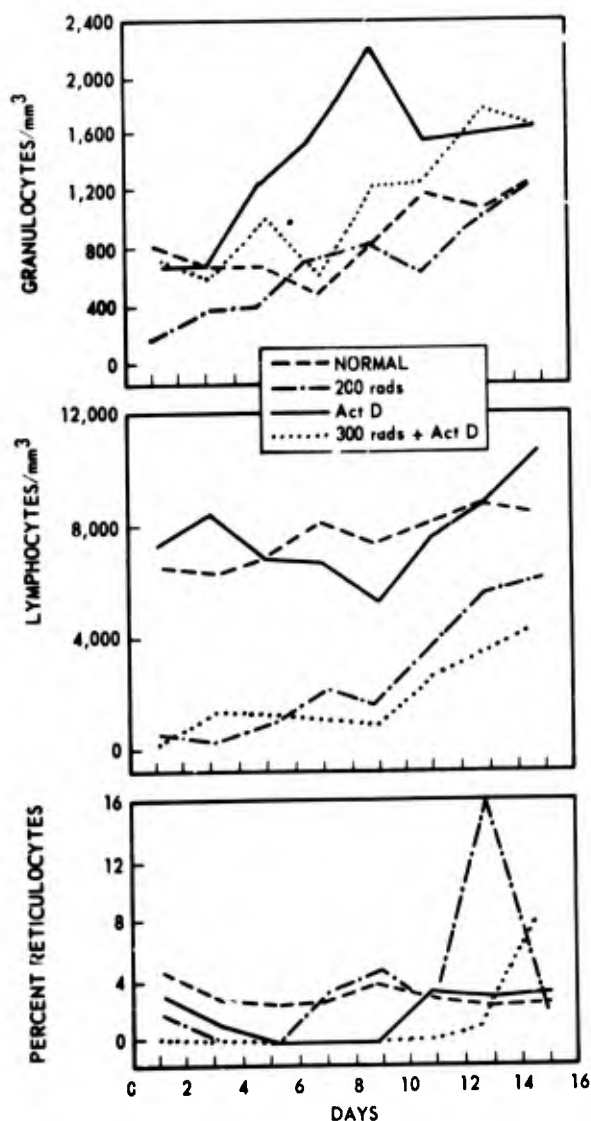 2,400
2,000
1,600
1,200
800
400
0
GRANULOCYTES/mm³
NORMAL
200 rads
Act D
300 rads + Act D
12,000
8,000
4,000
0
LYMPHOCYTES/mm³
16
12
8
4
0
PERCENT RETICULOCYTES
0 2 4 6 8 10 12 14 16
DAYS